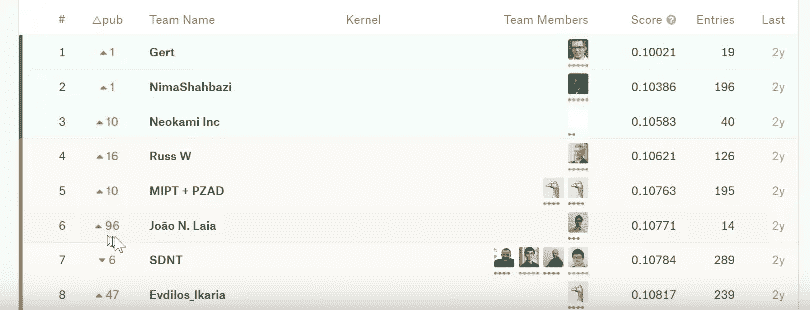 # △pub Team Name Kernel Team Members Score ? Entries Last
1 ▲1 Gert 0.10021 19 2y
2 ▲1 NimaShahbazi 0.10386 196 2y
3 ▲10 Neokami Inc 0.10583 40 2y
4 ▲16 Russ W 0.10621 126 2y
5 ▲10 MIPT + PZAD 0.10763 195 2y
6 ▲96 João N. Laia 0.10771 14 2y
7 ▼6 SDNT 0.10784 289 2y
8 ▲47 Evdilos_Ikaria 0.10817 239 2y